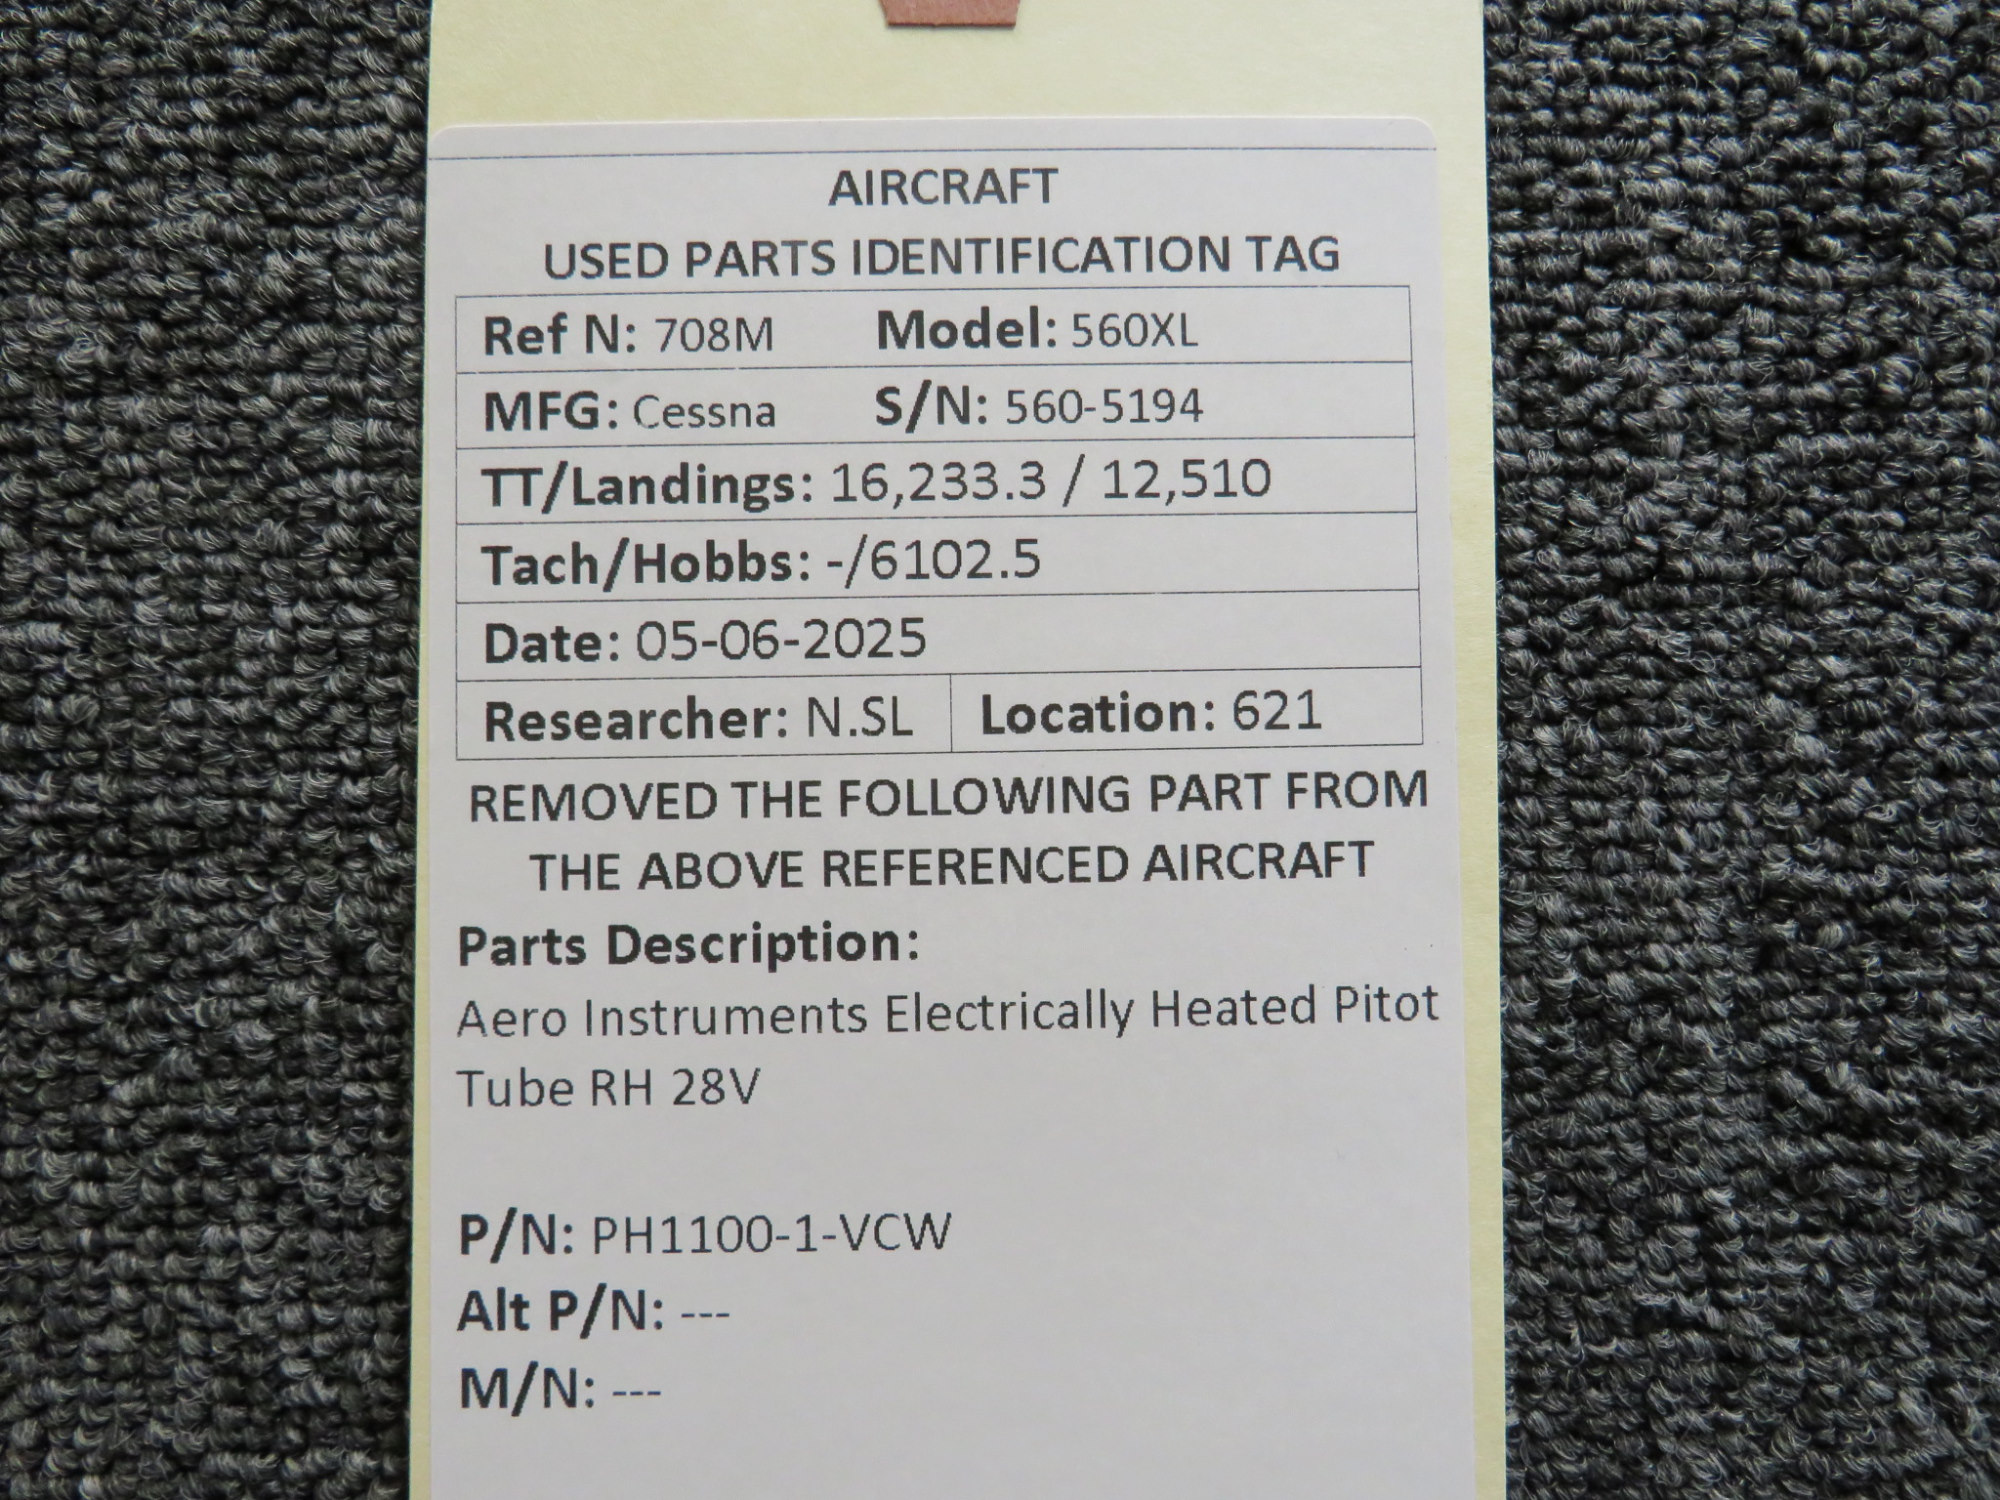 AIRCRAFT
USED PARTS IDENTIFICATION TAG
Ref N: 708M Model: 560XL
MFG: Cessna S/N: 560-5194
TT/Landings: 16,233.3 / 12,510
Tach/Hobbs: -/6102.5
Date: 05-06-2025
Researcher: N.SL Location: 621
REMOVED THE FOLLOWING PART FROM
THE ABOVE REFERENCED AIRCRAFT
Parts Description:
Aero Instruments Electrically Heated Pitot
Tube RH 28V
P/N: PH1100-1-VCW
Alt P/N: ---
M/N: ---